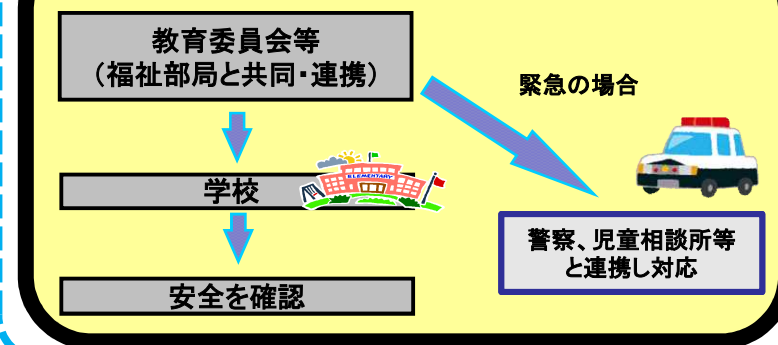 教育委員会等
（福祉部局と共同・連携）
緊急の場合
学校
ELEMENTARY
警察、児童相談所等
と連携し対応
安全を確認